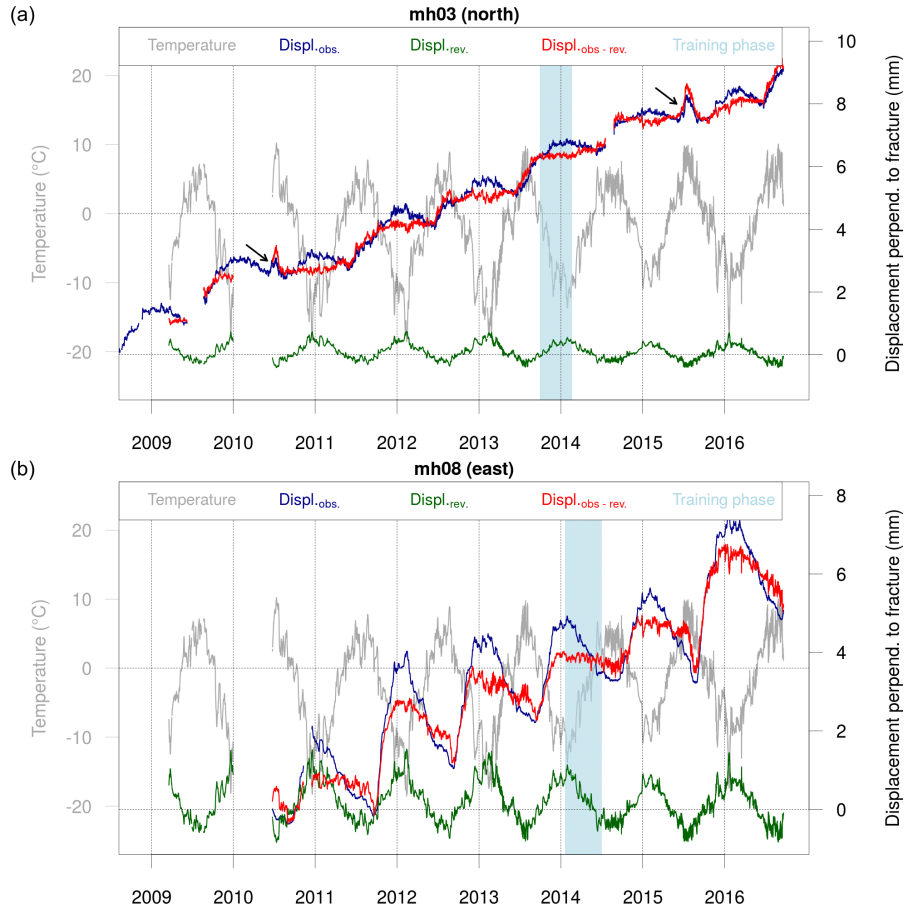 (a)
mh03 (north)
Temperature Displ.obs. Displ.rev. Displ.obs - rev. Training phase
20
10
0
-10
-20
Temperature (°C)
10
8
6
4
2
0
Displacement perpend. to fracture (mm)
2009 2010 2011 2012 2013 2014 2015 2016
(b)
mh08 (east)
Temperature Displ.obs. Displ.rev. Displ.obs - rev. Training phase
20
10
0
-10
-20
Temperature (°C)
8
6
4
2
0
Displacement perpend. to fracture (mm)
2009 2010 2011 2012 2013 2014 2015 2016